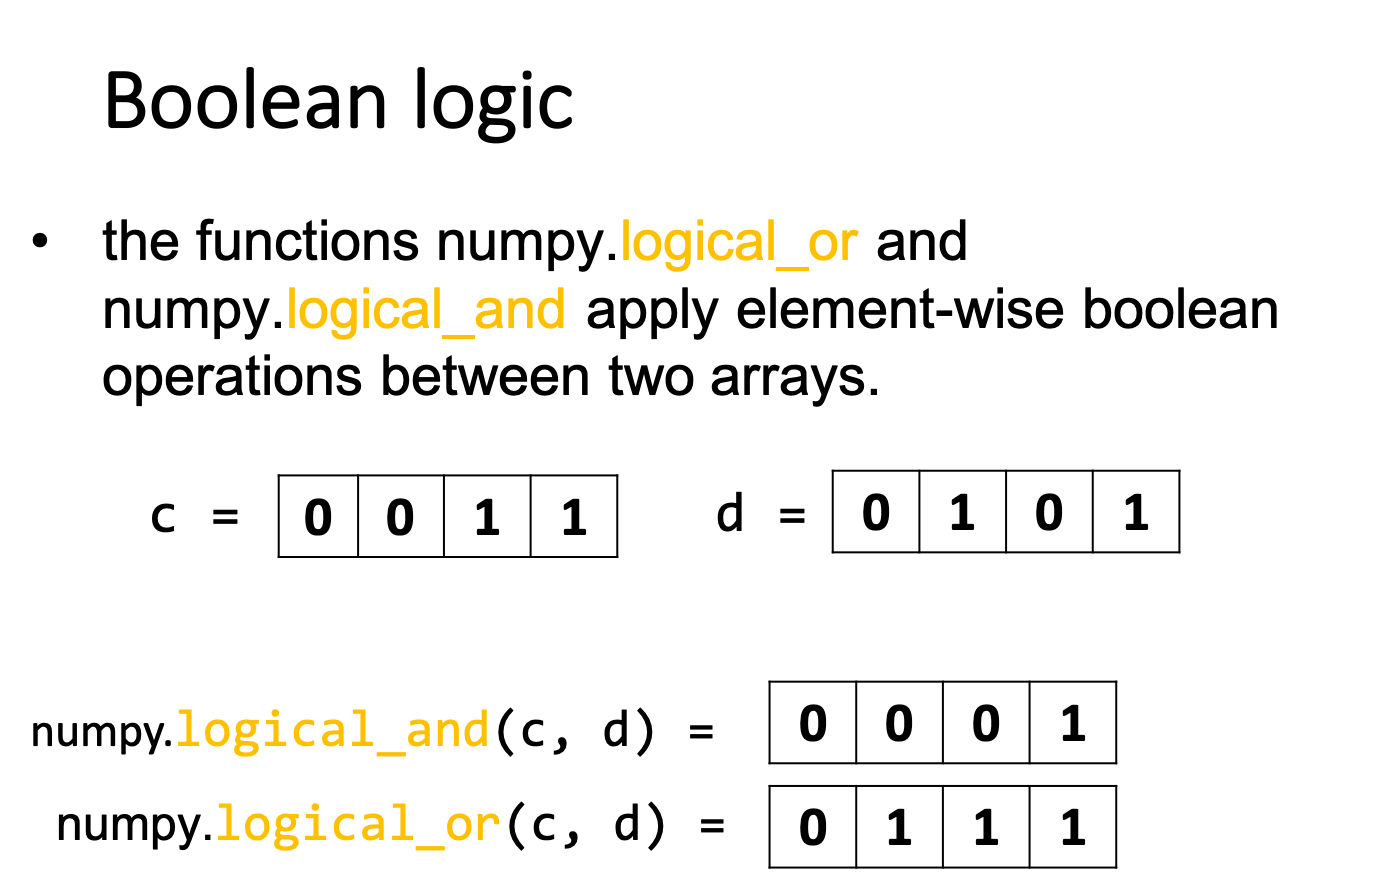 Boolean logic
• the functions numpy.logical_or and
numpy.logical_and apply element-wise boolean
operations between two arrays.
c = 0 0 1 1 d = 0 1 0 1
numpy.logical_and(c, d) = 0 0 0 1
numpy.logical_or(c, d) = 0 1 1 1